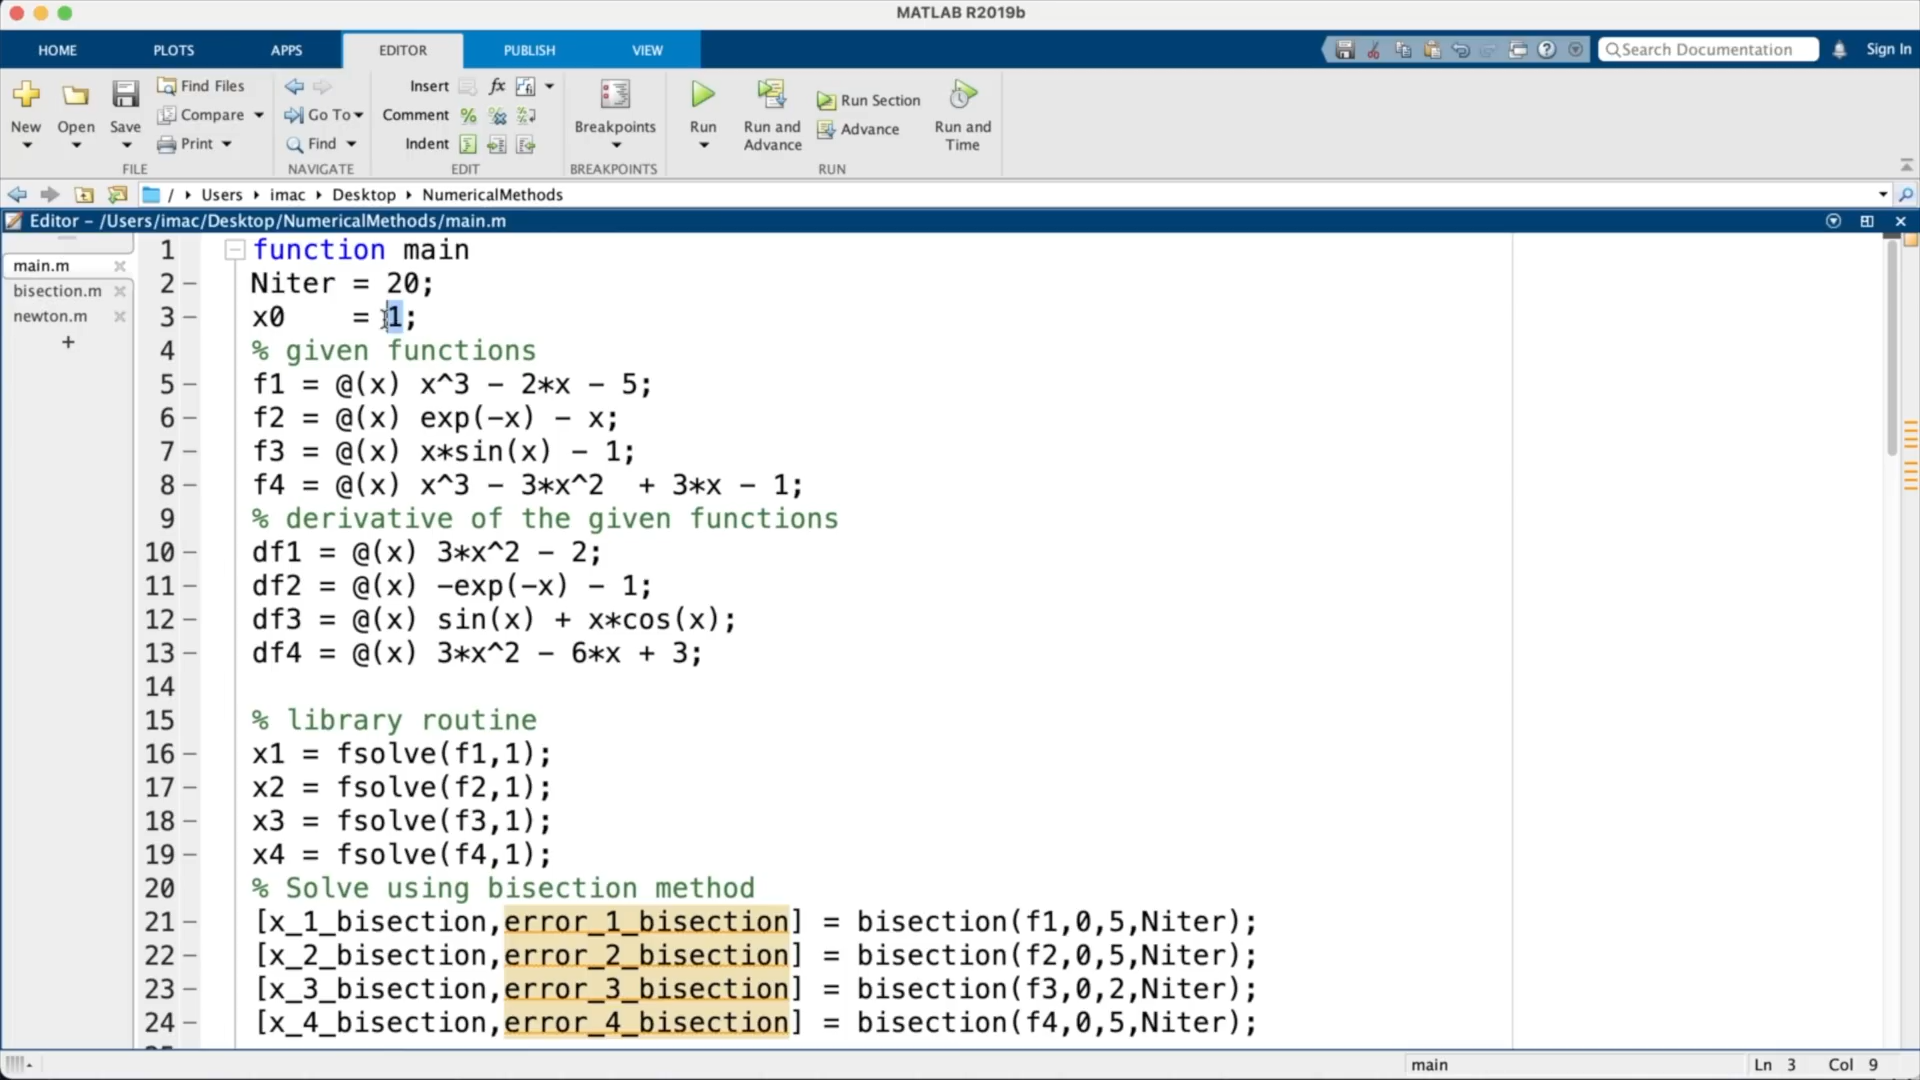 MATLAB R2019b
HOME PLOTS APPS EDITOR PUBLISH VIEW Search Documentation Sign In
Find Files Insert fx
Compare Go To Comment Run Section
New Open Save Print Find Indent Breakpoints Run Run and Advance Advance Run and Time
FILE NAVIGATE EDIT BREAKPOINTS RUN
/ Users imac Desktop NumericalMethods
Editor – /Users/imac/Desktop/NumericalMethods/main.m
main.m
bisection.m
newton.m
+
1 function main
2 – Niter = 20;
3 – x0    = 1;
4 % given functions
5 – f1 = @(x) x^3 – 2*x – 5;
6 – f2 = @(x) exp(–x) – x;
7 – f3 = @(x) x*sin(x) – 1;
8 – f4 = @(x) x^3 – 3*x^2  + 3*x – 1;
9 % derivative of the given functions
10 – df1 = @(x) 3*x^2 – 2;
11 – df2 = @(x) –exp(–x) – 1;
12 – df3 = @(x) sin(x) + x*cos(x);
13 – df4 = @(x) 3*x^2 – 6*x + 3;
14
15 % library routine
16 – x1 = fsolve(f1,1);
17 – x2 = fsolve(f2,1);
18 – x3 = fsolve(f3,1);
19 – x4 = fsolve(f4,1);
20 % Solve using bisection method
21 – [x_1_bisection,error_1_bisection] = bisection(f1,0,5,Niter);
22 – [x_2_bisection,error_2_bisection] = bisection(f2,0,5,Niter);
23 – [x_3_bisection,error_3_bisection] = bisection(f3,0,2,Niter);
24 – [x_4_bisection,error_4_bisection] = bisection(f4,0,5,Niter);
main Ln 3 Col 9